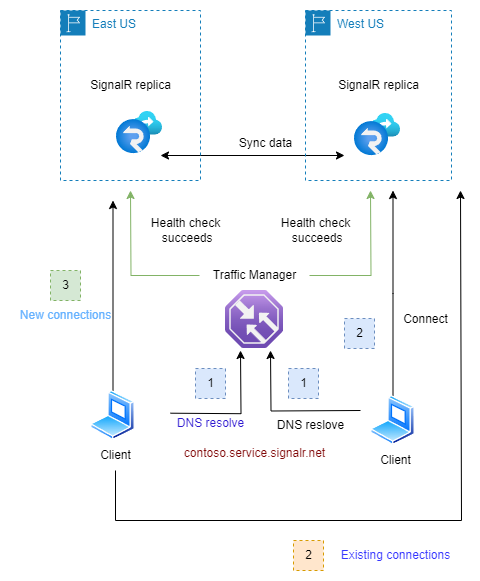 East US
West US
SignalR replica
SignalR replica
Sync data
Health check
succeeds
Health check
succeeds
Traffic Manager
3
New connections
2
Connect
1
1
DNS resolve
DNS reslove
contoso.service.signalr.net
Client
Client
2
Existing connections